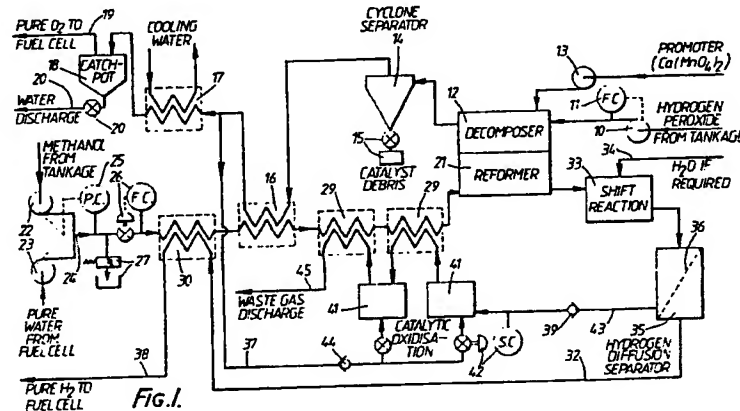 PURE O2 TO
FUEL CELL
19
18
CATCH-
POT
20
WATER
DISCHARGE
20
COOLING
WATER
17
CYCLONE
SEPARATOR
14
15
CATALYST
DEBRIS
13
PROMOTER
(Ca(MnO4)2)
12
DECOMPOSER
11
F.C.
10
HYDROGEN
PEROXIDE
FROM TANKAGE
21
REFORMER
34
H2O IF
REQUIRED
33
SHIFT
REACTION
METHANOL
FROM
TANKAGE
25
26
P.C.
F.C.
22
23
24
27
30
16
29
29
PURE
WATER
FROM
FUEL CELL
45
WASTE GAS
DISCHARGE
41
41
CATALYTIC
OXIDISA-
TION
36
35
HYDROGEN
DIFFUSION
SEPARATOR
39
43
42
S.C.
44
37
38
32
PURE H2 TO
FUEL CELL
FIG.1.